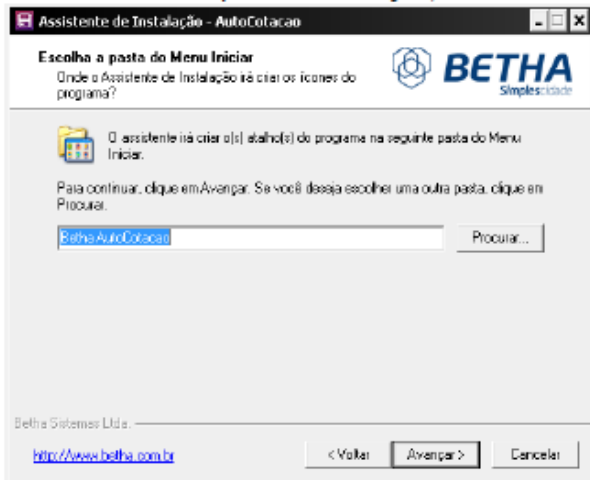 Assistente de Instalação - AutoCotacao
Escolha a pasta do Menu Iniciar
Onde o Assistente de Instalação irá criar os ícones do
programa?
BETHA
Simplescidade
O assistente irá criar o(s) atalho(s) do programa na seguinte pasta do Menu
Iniciar.
Para continuar, clique em Avançar. Se você deseja escolher uma outra pasta, clique em
Procurar.
Betha AutoCotacao
Procurar...
Betha Sistemas Ltda.
http://www.betha.com.br
< Voltar
Avançar >
Cancelar